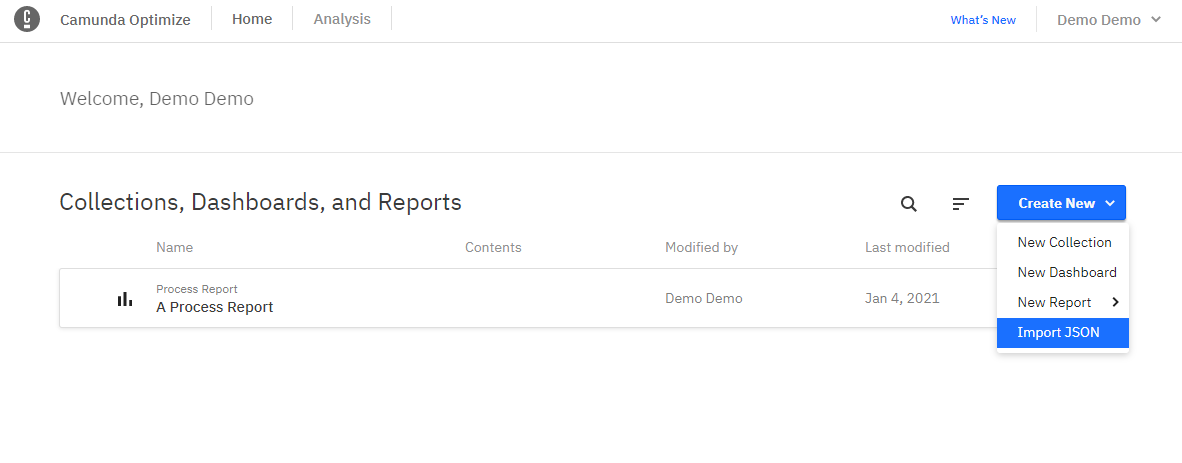 C Camunda Optimize Home Analysis What's New Demo Demo
Welcome, Demo Demo
Collections, Dashboards, and Reports Create New
Name Contents Modified by Last modified
New Collection
New Dashboard
Process Report
A Process Report Demo Demo Jan 4, 2021
New Report
Import JSON